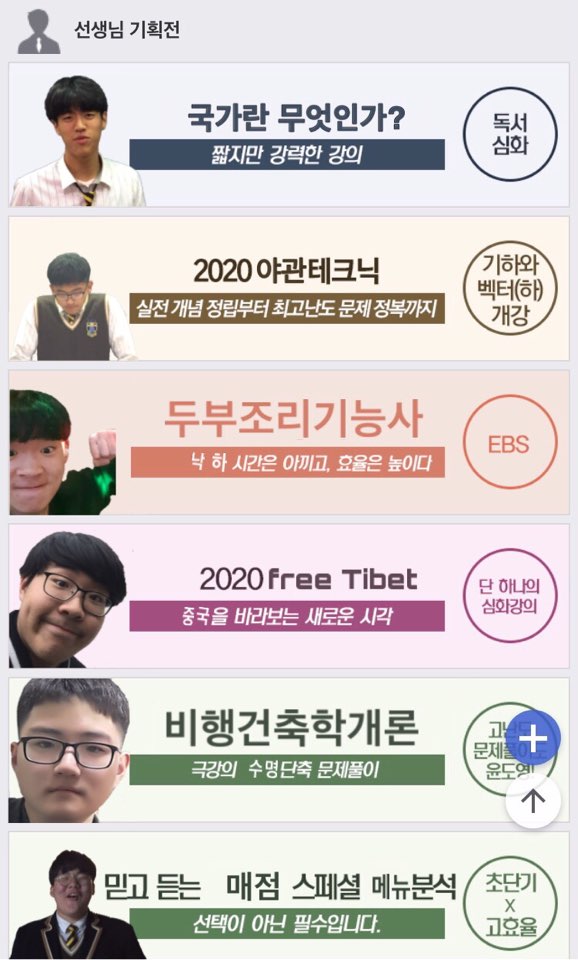 선생님 기획전
국가란 무엇인가?
짧지만 강력한 강의
독서
심화
2020 야관테크닉
실전 개념 정립부터 최고난도 문제 정복까지
기하와
벡터(하)
개강
두부조리기능사
낙 하 시간은 아끼고, 효율은 높이다
EBS
2020 free Tibet
중국을 바라보는 새로운 시각
단 하나의
심화강의
비행건축학개론
극강의 수명단축 문제풀이
고난도
문제풀이
윤도영!
믿고 듣는 매점 스페셜 메뉴분석
선택이 아닌 필수입니다.
초단기
X
고효율